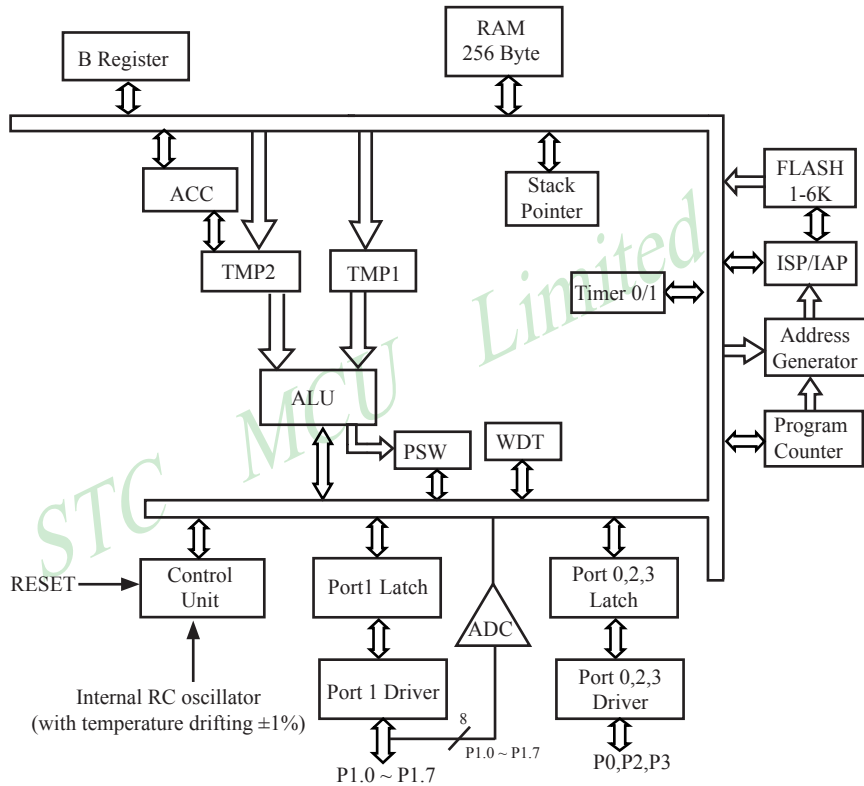 B Register
RAM
256 Byte
ACC
Stack
Pointer
FLASH
1-6K
TMP2
TMP1
ISP/IAP
Timer 0/1
Address
Generator
ALU
PSW
WDT
Program
Counter
STC MCU Limited
RESET
Control
Unit
Port1 Latch
ADC
Port 0,2,3
Latch
Internal RC oscillator
(with temperature drifting ±1%)
Port 1 Driver
Port 0,2,3
Driver
8
P1.0 ~ P1.7
P1.0 ~ P1.7
P0,P2,P3